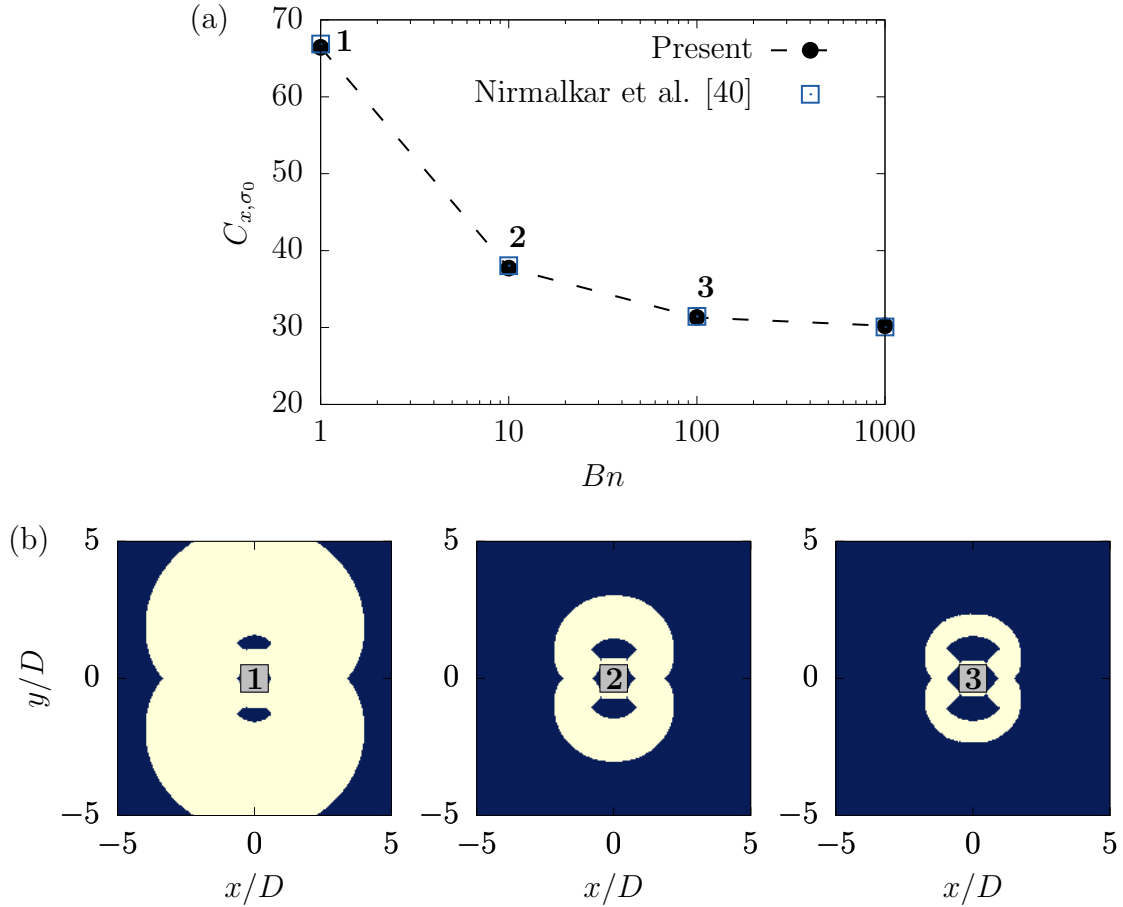 (a)
70
60
50
40
30
20
C_{x,σ_0}
1
2
3
Present
Nirmalkar et al. [40]
1 10 100 1000
Bn
(b)
5 5 5
0 0 0
−5 −5 −5
y/D
1 2 3
−5 0 5 −5 0 5 −5 0 5
x/D x/D x/D